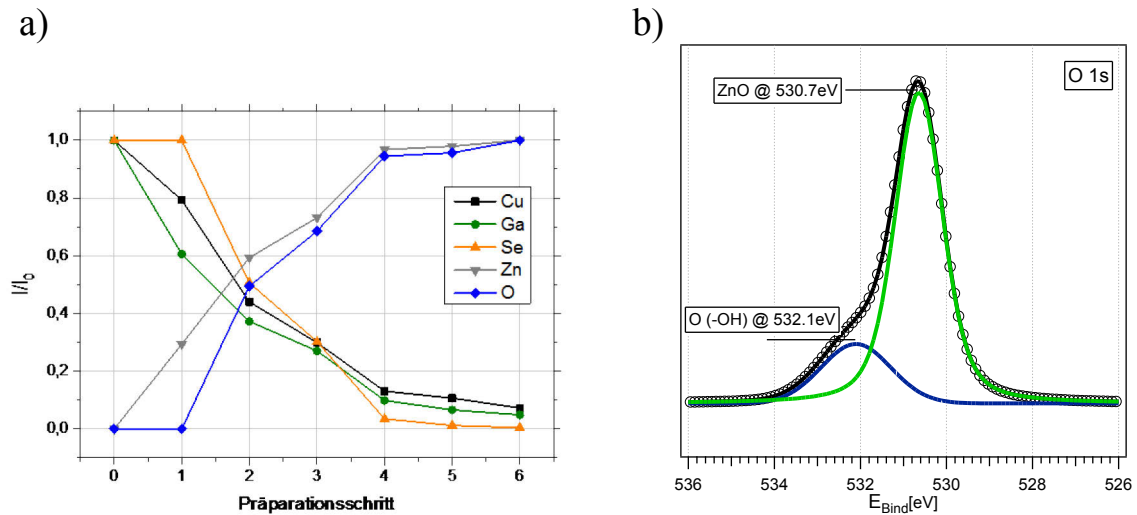 a)
I/I0
1,0
0,8
0,6
0,4
0,2
0,0
Cu
Ga
Se
Zn
O
0 1 2 3 4 5 6
Präparationsschritt
b)
O 1s
ZnO @ 530.7eV
O (-OH) @ 532.1eV
536 534 532 530 528 526
EBind[eV]